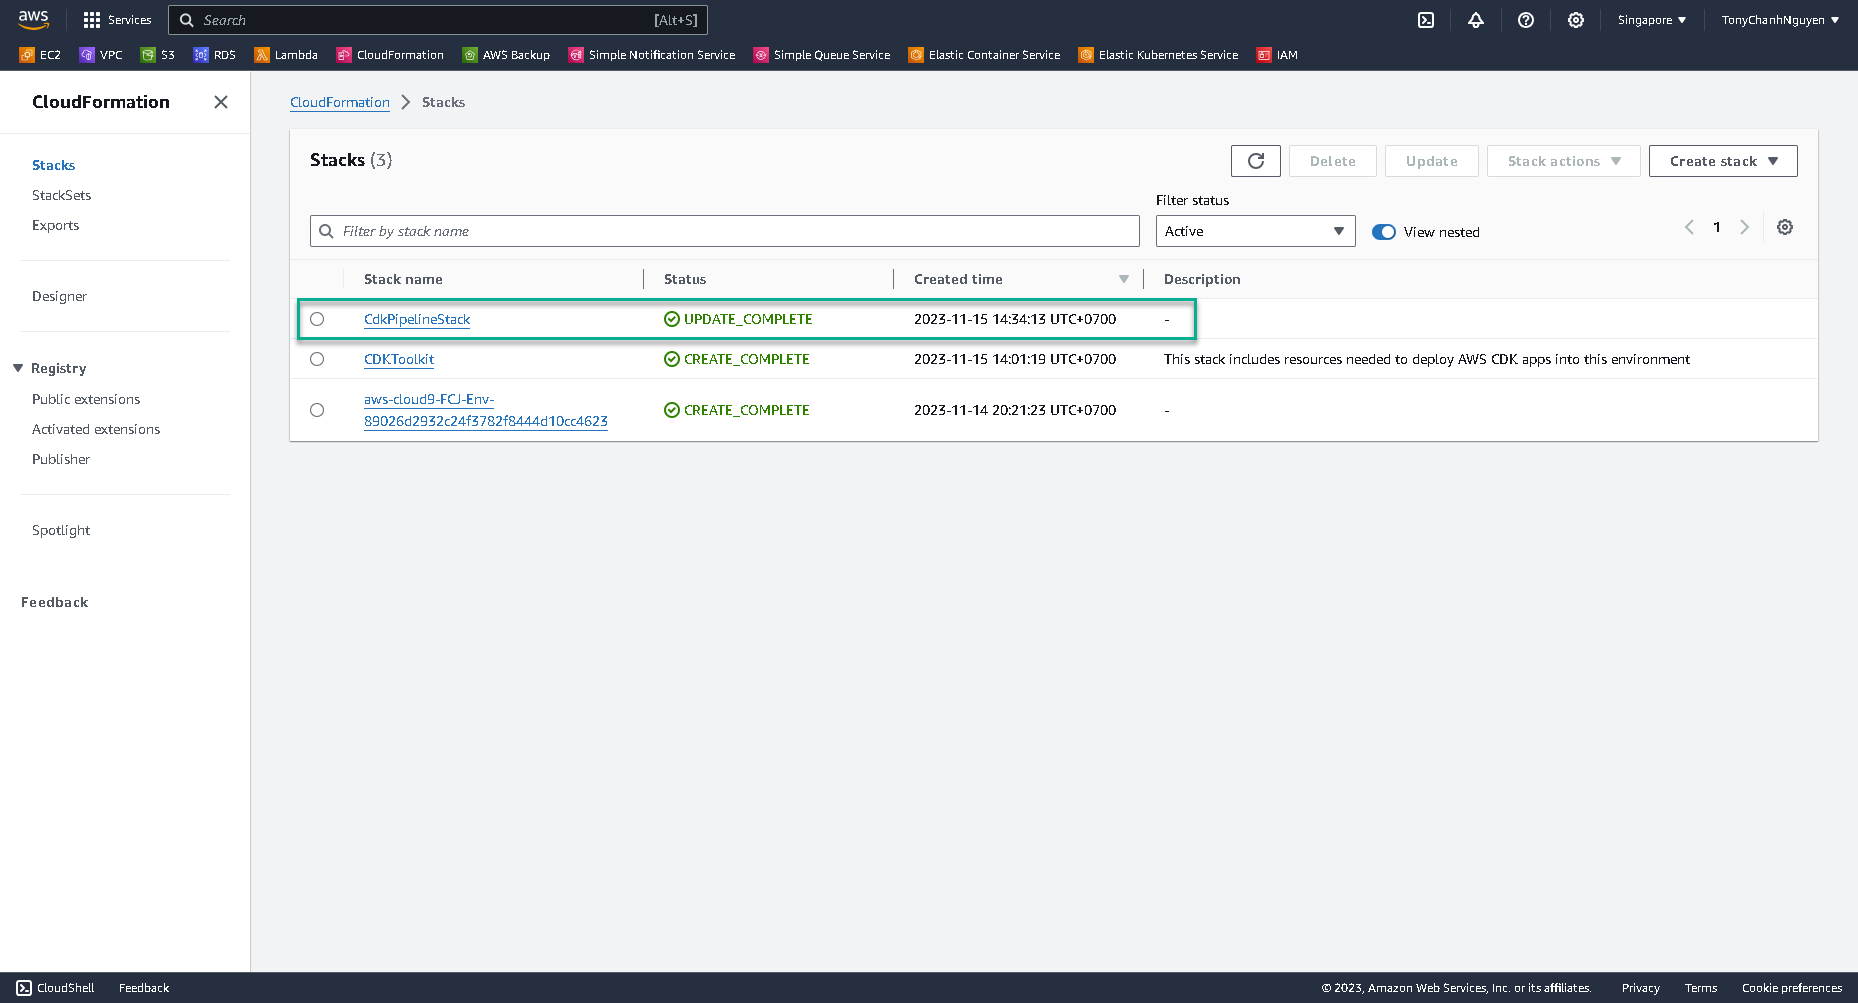 aws
Services
Search [Alt+S]
Singapore
TonyChanhNguyen
EC2 VPC S3 RDS Lambda CloudFormation AWS Backup Simple Notification Service Simple Queue Service Elastic Container Service Elastic Kubernetes Service IAM
CloudFormation
Stacks
StackSets
Exports
Designer
Registry
Public extensions
Activated extensions
Publisher
Spotlight
Feedback
CloudFormation > Stacks
Stacks (3)
Delete Update Stack actions Create stack
Filter status
Filter by stack name Active View nested 1
Stack name Status Created time Description
CdkPipelineStack UPDATE_COMPLETE 2023-11-15 14:34:13 UTC+0700 -
CDKToolkit CREATE_COMPLETE 2023-11-15 14:01:19 UTC+0700 This stack includes resources needed to deploy AWS CDK apps into this environment
aws-cloud9-FCJ-Env-
89026d2932c24f3782f8444d10cc4623 CREATE_COMPLETE 2023-11-14 20:21:23 UTC+0700 -
CloudShell Feedback © 2023, Amazon Web Services, Inc. or its affiliates. Privacy Terms Cookie preferences